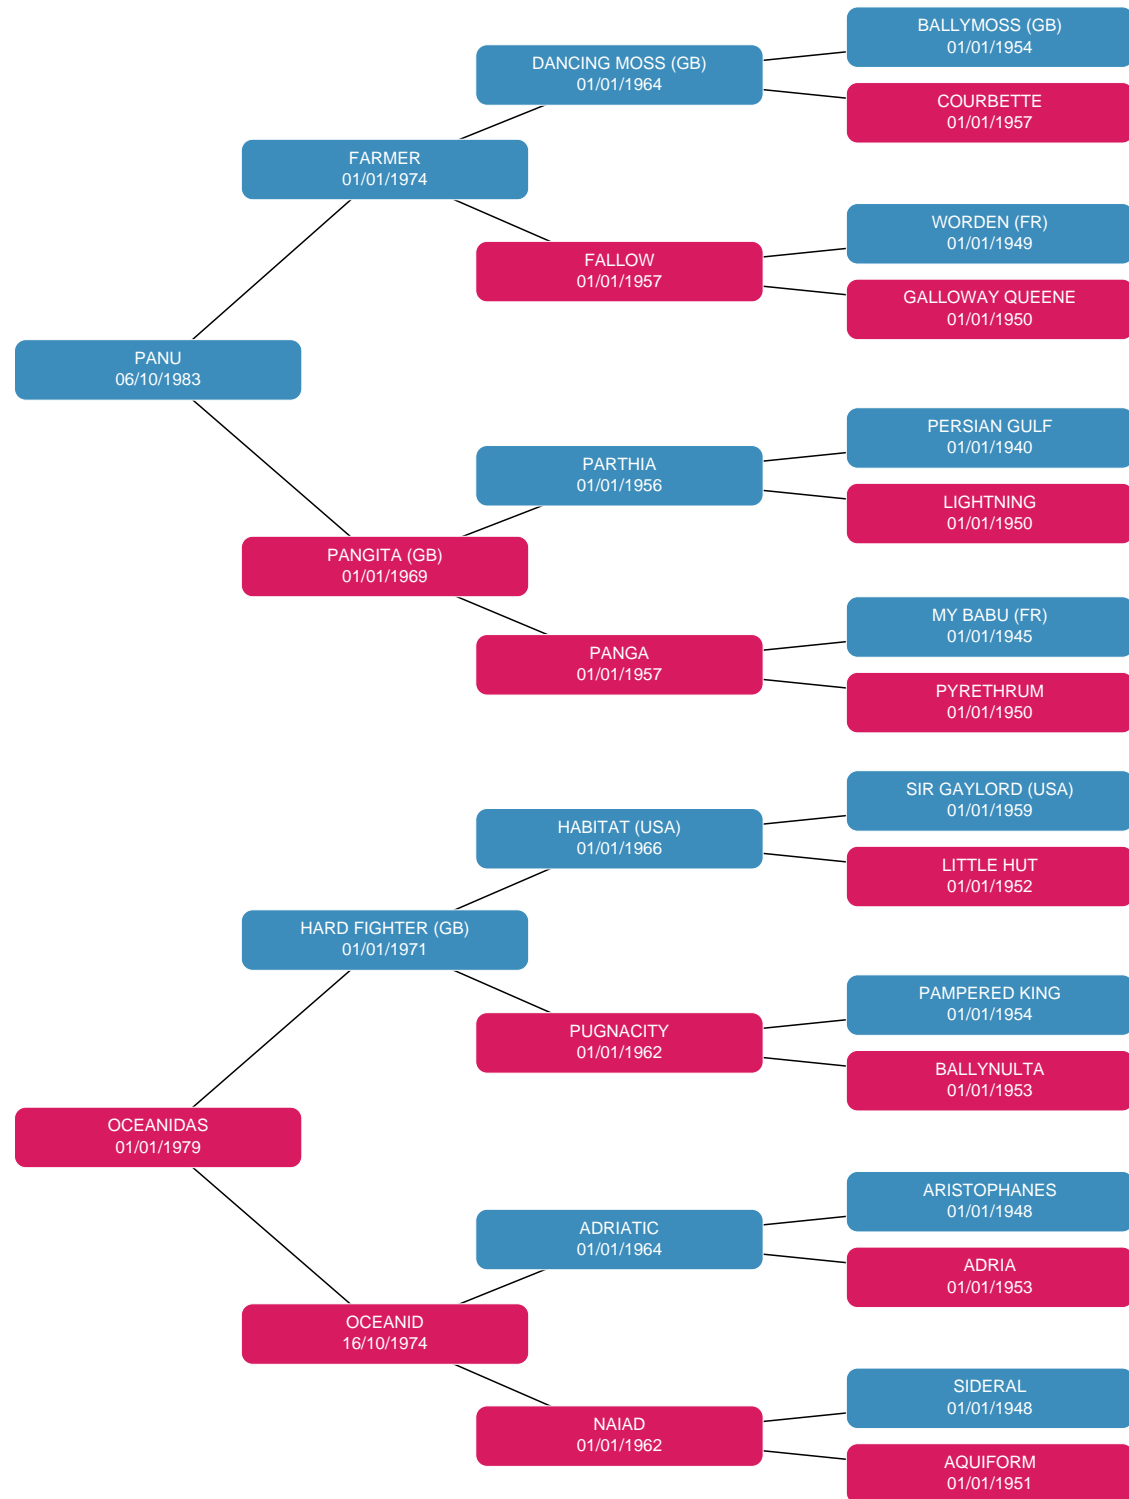 BALLYMOSS (GB)
01/01/1954
DANCING MOSS (GB)
01/01/1964
COURBETTE
01/01/1957
FARMER
01/01/1974
WORDEN (FR)
01/01/1949
FALLOW
01/01/1957
GALLOWAY QUEENE
01/01/1950
PANU
06/10/1983
PERSIAN GULF
01/01/1940
PARTHIA
01/01/1956
LIGHTNING
01/01/1950
PANGITA (GB)
01/01/1969
MY BABU (FR)
01/01/1945
PANGA
01/01/1957
PYRETHRUM
01/01/1950
SIR GAYLORD (USA)
01/01/1959
HABITAT (USA)
01/01/1966
LITTLE HUT
01/01/1952
HARD FIGHTER (GB)
01/01/1971
PAMPERED KING
01/01/1954
PUGNACITY
01/01/1962
BALLYNULTA
01/01/1953
OCEANIDAS
01/01/1979
ARISTOPHANES
01/01/1948
ADRIATIC
01/01/1964
ADRIA
01/01/1953
OCEANID
16/10/1974
SIDERAL
01/01/1948
NAIAD
01/01/1962
AQUIFORM
01/01/1951